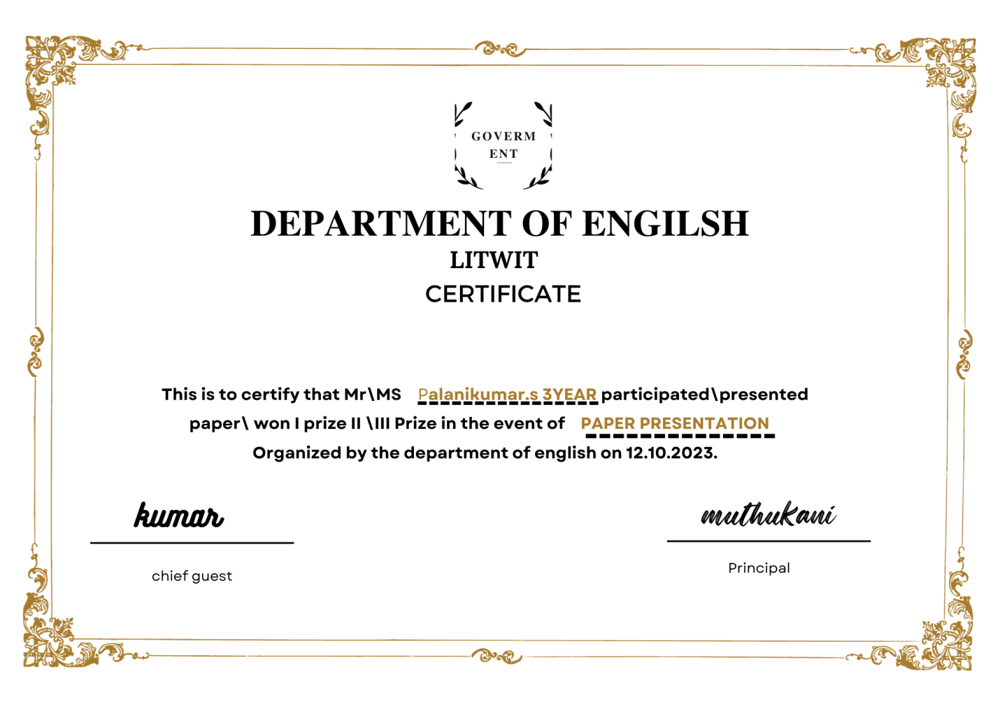 GOVERM
ENT
DEPARTMENT OF ENGILSH
LITWIT
CERTIFICATE
This is to certify that Mr\MS Palanikumar.s 3YEAR participated\presented
paper\ won I prize II \III Prize in the event of PAPER PRESENTATION
Organized by the department of english on 12.10.2023.
kumar
muthukani
chief guest
Principal